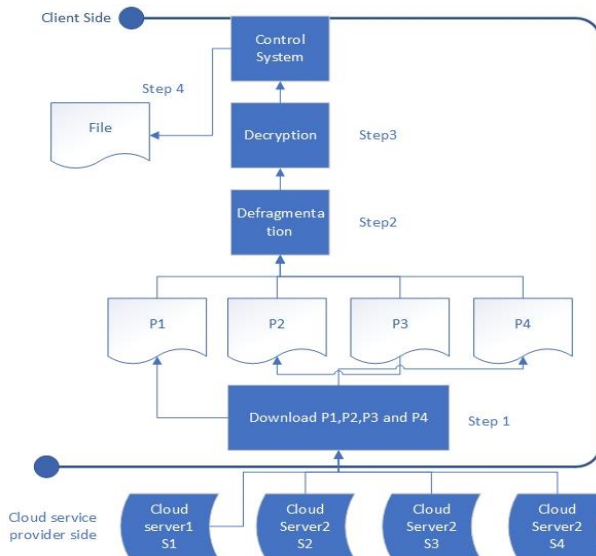 Client Side
Control
System
Step 4
File
Decryption
Step3
Defragmenta
tion
Step2
P1
P2
P3
P4
Download P1,P2,P3 and P4
Step 1
Cloud service
provider side
Cloud
server1
S1
Cloud
Server2
S2
Cloud
Server2
S3
Cloud
Server2
S4